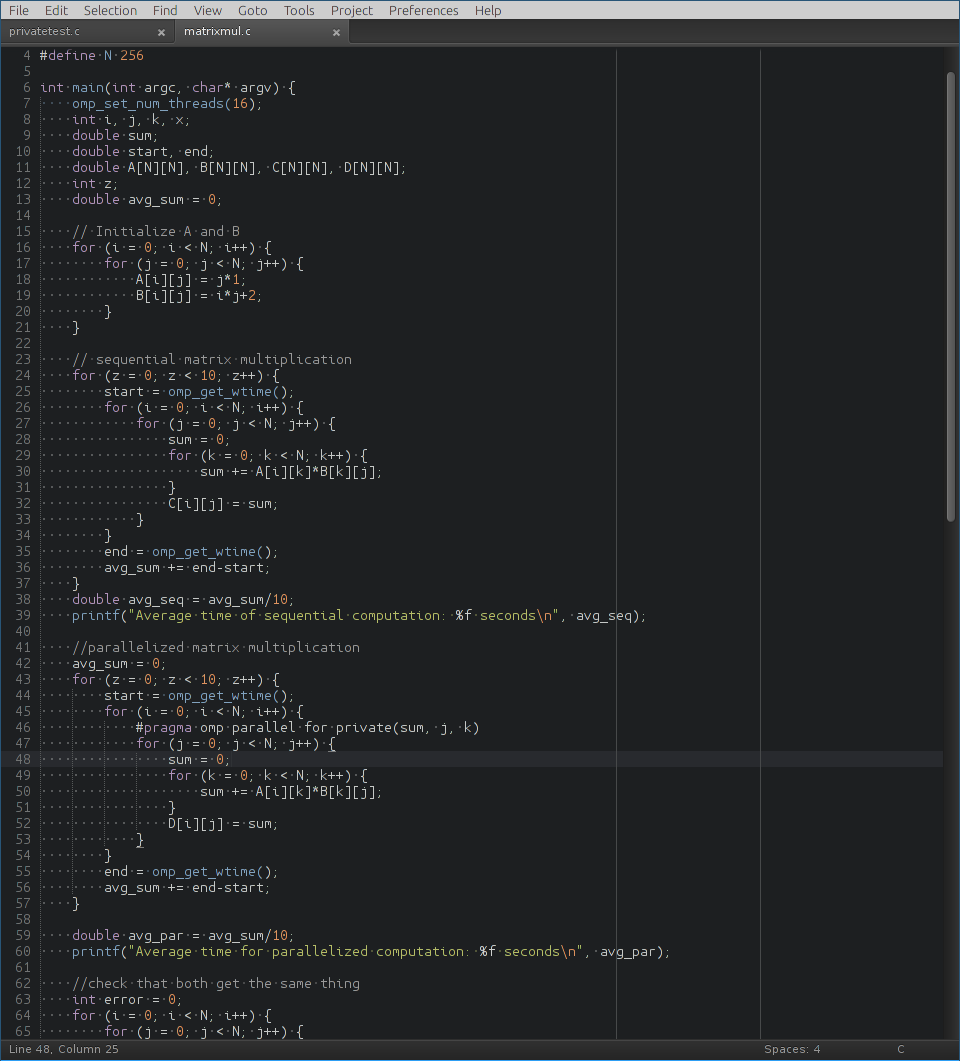 File Edit Selection Find View Goto Tools Project Preferences Help
privatetest.c × matrixmul.c ×
4 #define N 256
5
6 int main(int argc, char* argv) {
7     omp_set_num_threads(16);
8     int i, j, k, x;
9     double sum;
10     double start, end;
11     double A[N][N], B[N][N], C[N][N], D[N][N];
12     int z;
13     double avg_sum = 0;
14
15     // Initialize A and B
16     for (i = 0; i < N; i++) {
17         for (j = 0; j < N; j++) {
18             A[i][j] = j*1;
19             B[i][j] = i*j+2;
20         }
21     }
22
23     // sequential matrix multiplication
24     for (z = 0; z < 10; z++) {
25         start = omp_get_wtime();
26         for (i = 0; i < N; i++) {
27             for (j = 0; j < N; j++) {
28                 sum = 0;
29                 for (k = 0; k < N; k++) {
30                     sum += A[i][k]*B[k][j];
31                 }
32                 C[i][j] = sum;
33             }
34         }
35         end = omp_get_wtime();
36         avg_sum += end-start;
37     }
38     double avg_seq = avg_sum/10;
39     printf("Average time of sequential computation: %f seconds\n", avg_seq);
40
41     //parallelized matrix multiplication
42     avg_sum = 0;
43     for (z = 0; z < 10; z++) {
44         start = omp_get_wtime();
45         for (i = 0; i < N; i++) {
46             #pragma omp parallel for private(sum, j, k)
47             for (j = 0; j < N; j++) {
48                 sum = 0;
49                 for (k = 0; k < N; k++) {
50                     sum += A[i][k]*B[k][j];
51                 }
52                 D[i][j] = sum;
53             }
54         }
55         end = omp_get_wtime();
56         avg_sum += end-start;
57     }
58
59     double avg_par = avg_sum/10;
60     printf("Average time for parallelized computation: %f seconds\n", avg_par);
61
62     //check that both get the same thing
63     int error = 0;
64     for (i = 0; i < N; i++) {
65         for (j = 0; j < N; j++) {
Line 48, Column 25 Spaces: 4 C